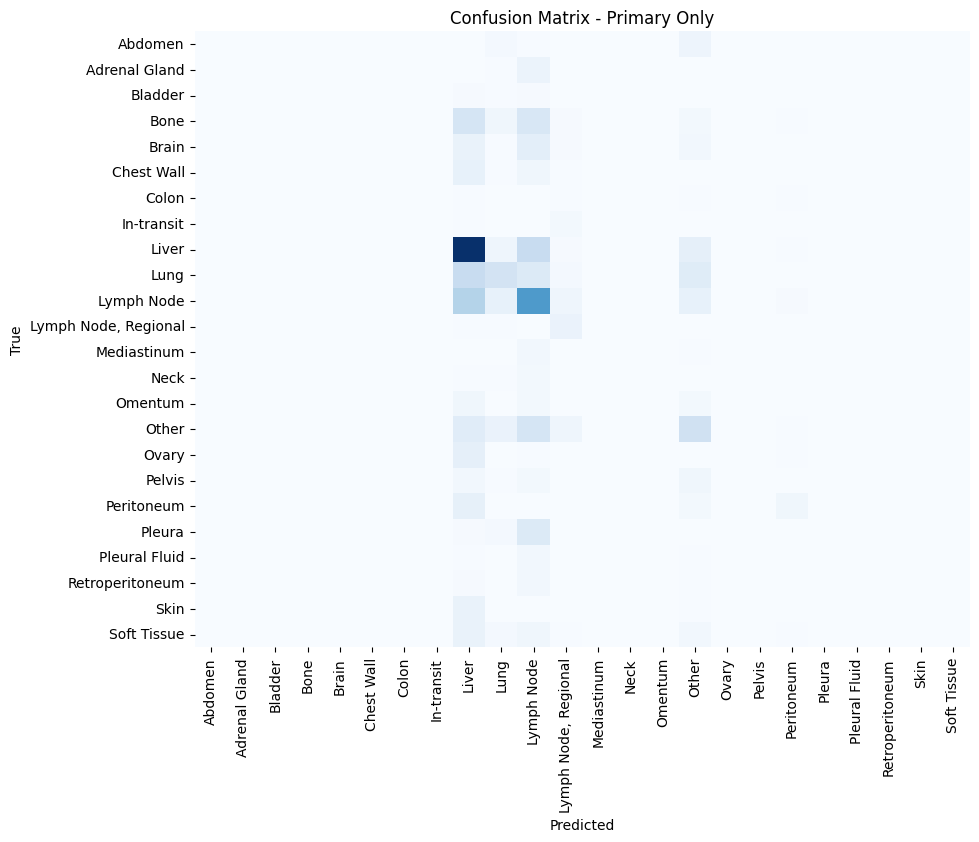 Confusion Matrix - Primary Only
True
Abdomen
Adrenal Gland
Bladder
Bone
Brain
Chest Wall
Colon
In-transit
Liver
Lung
Lymph Node
Lymph Node, Regional
Mediastinum
Neck
Omentum
Other
Ovary
Pelvis
Peritoneum
Pleura
Pleural Fluid
Retroperitoneum
Skin
Soft Tissue
Abdomen
Adrenal Gland
Bladder
Bone
Brain
Chest Wall
Colon
In-transit
Liver
Lung
Lymph Node
Lymph Node, Regional
Mediastinum
Neck
Omentum
Other
Ovary
Pelvis
Peritoneum
Pleura
Pleural Fluid
Retroperitoneum
Skin
Soft Tissue
Predicted